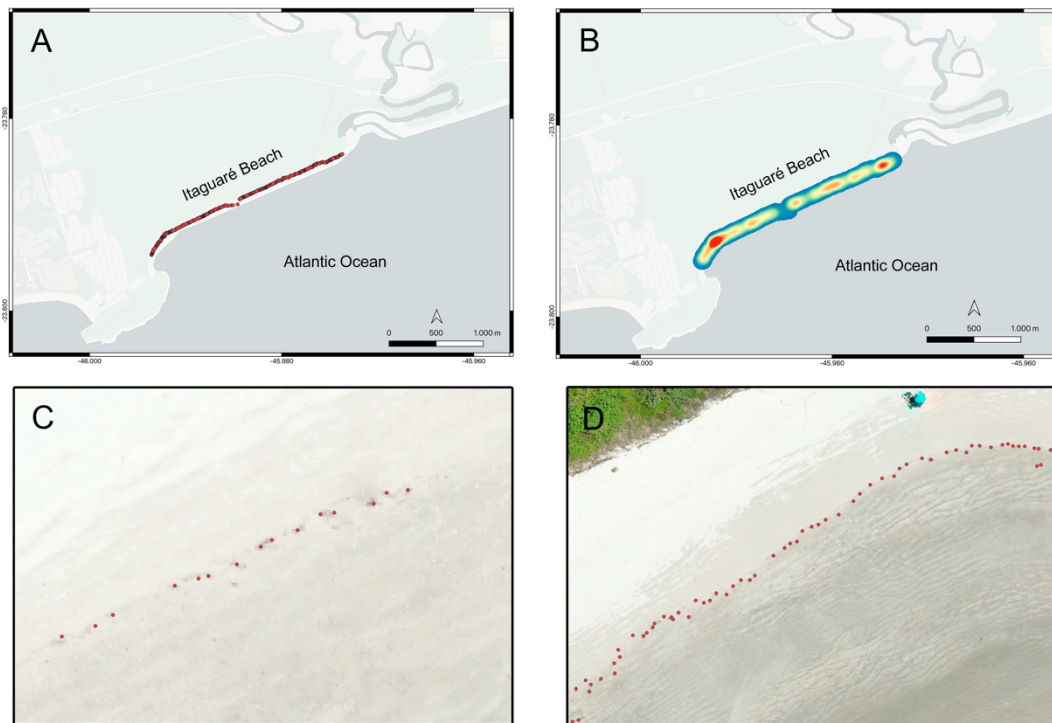 A
Itaguaré Beach
Atlantic Ocean
0 500 1.000 m
-23.780
-23.800
-46.000 -45.980 -45.960
B
Itaguaré Beach
Atlantic Ocean
0 500 1.000 m
-23.780
-23.800
-46.000 -45.980 -45.960
C
D